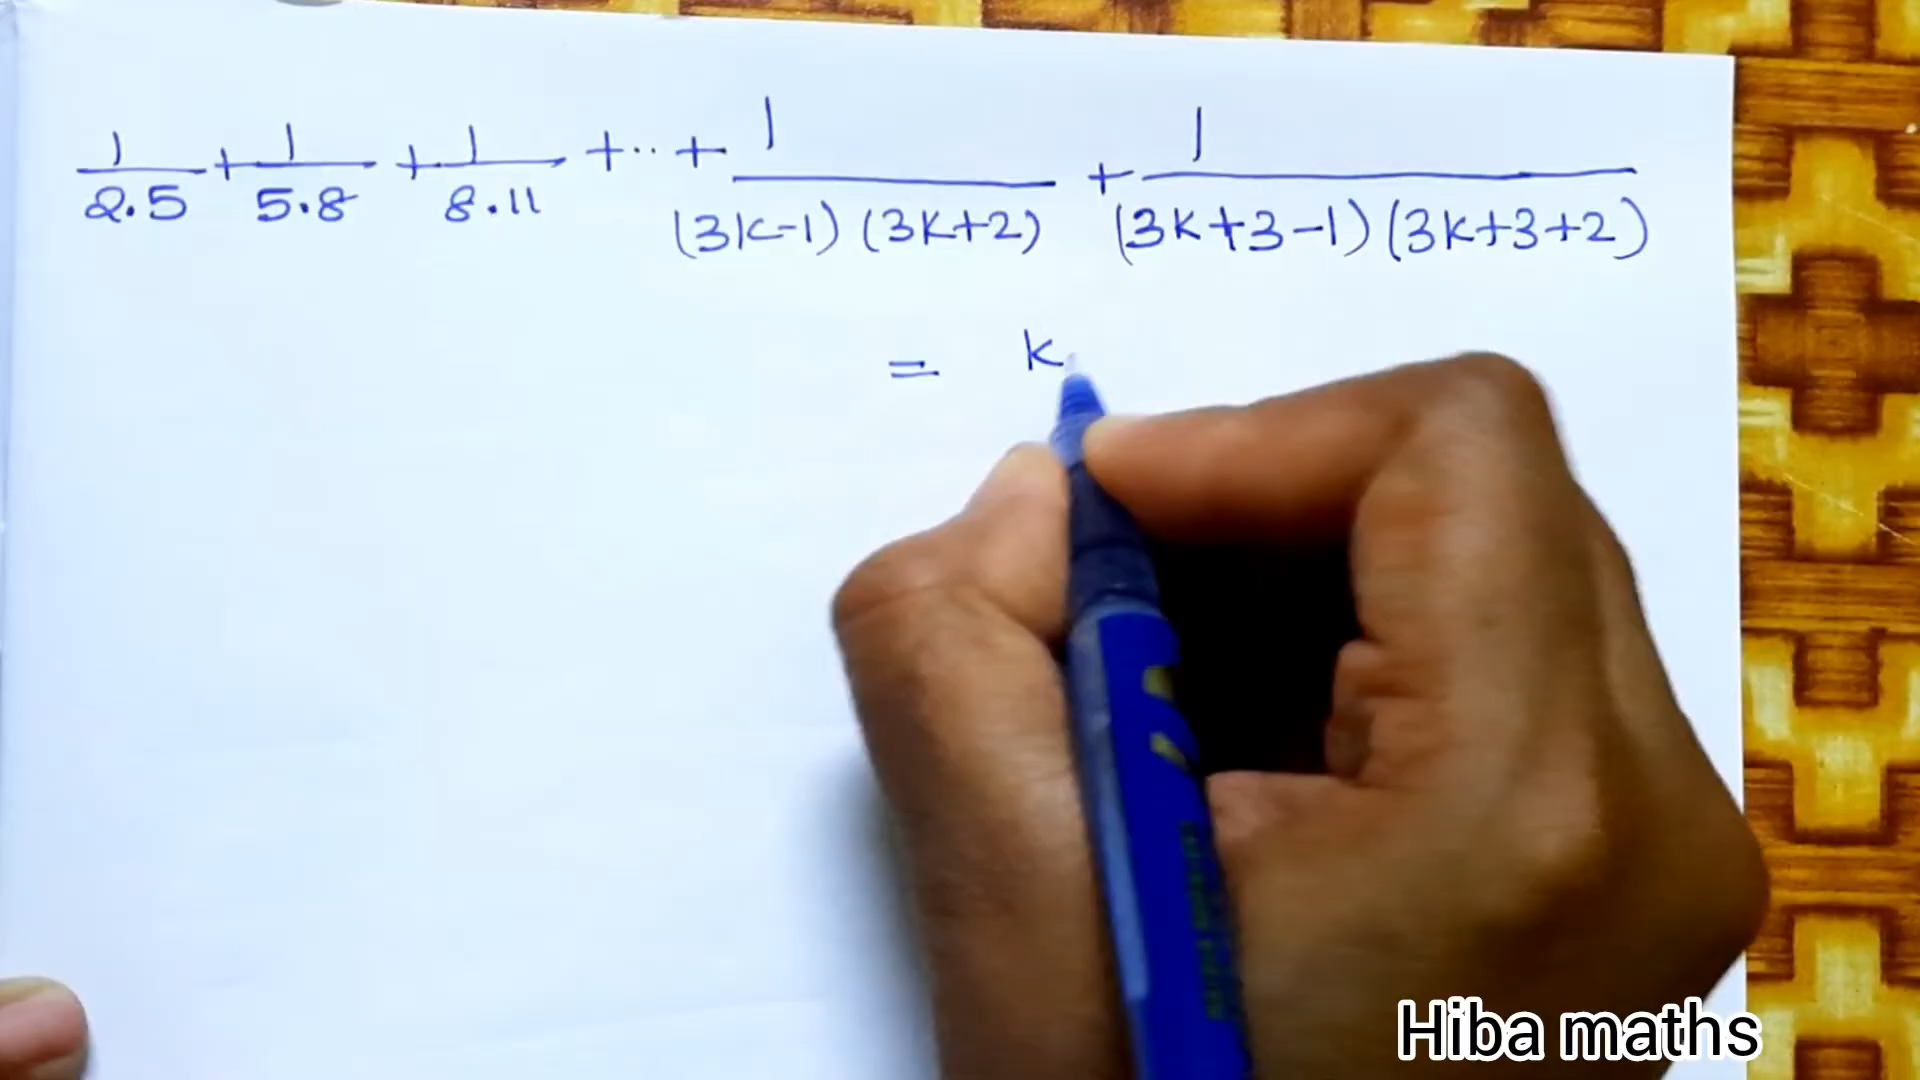 1/2.5 + 1/5.8 + 1/8.11 + .. + 1/(3k-1)(3k+2) + 1/(3k+3-1)(3k+3+2)
= k
Hiba maths